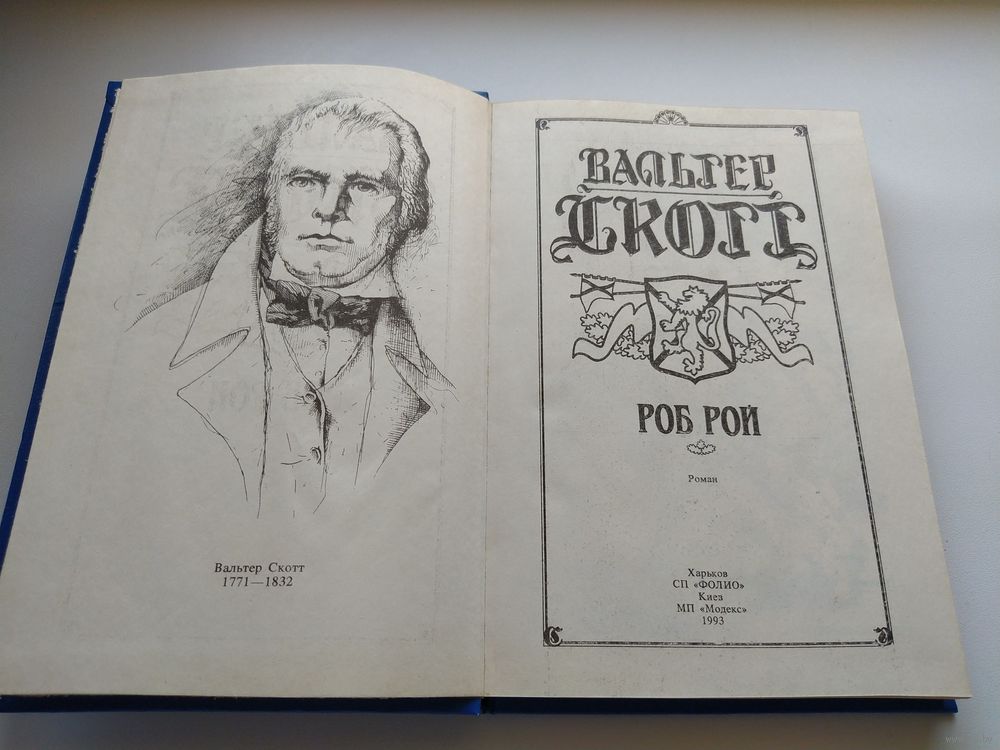 Вальтер Скотт
1771—1832
ВАЛЬТЕР
СКОТТ
РОБ РОЙ
Роман
Харьков
СП «ФОЛИО»
Киев
МП «Модекс»
1993